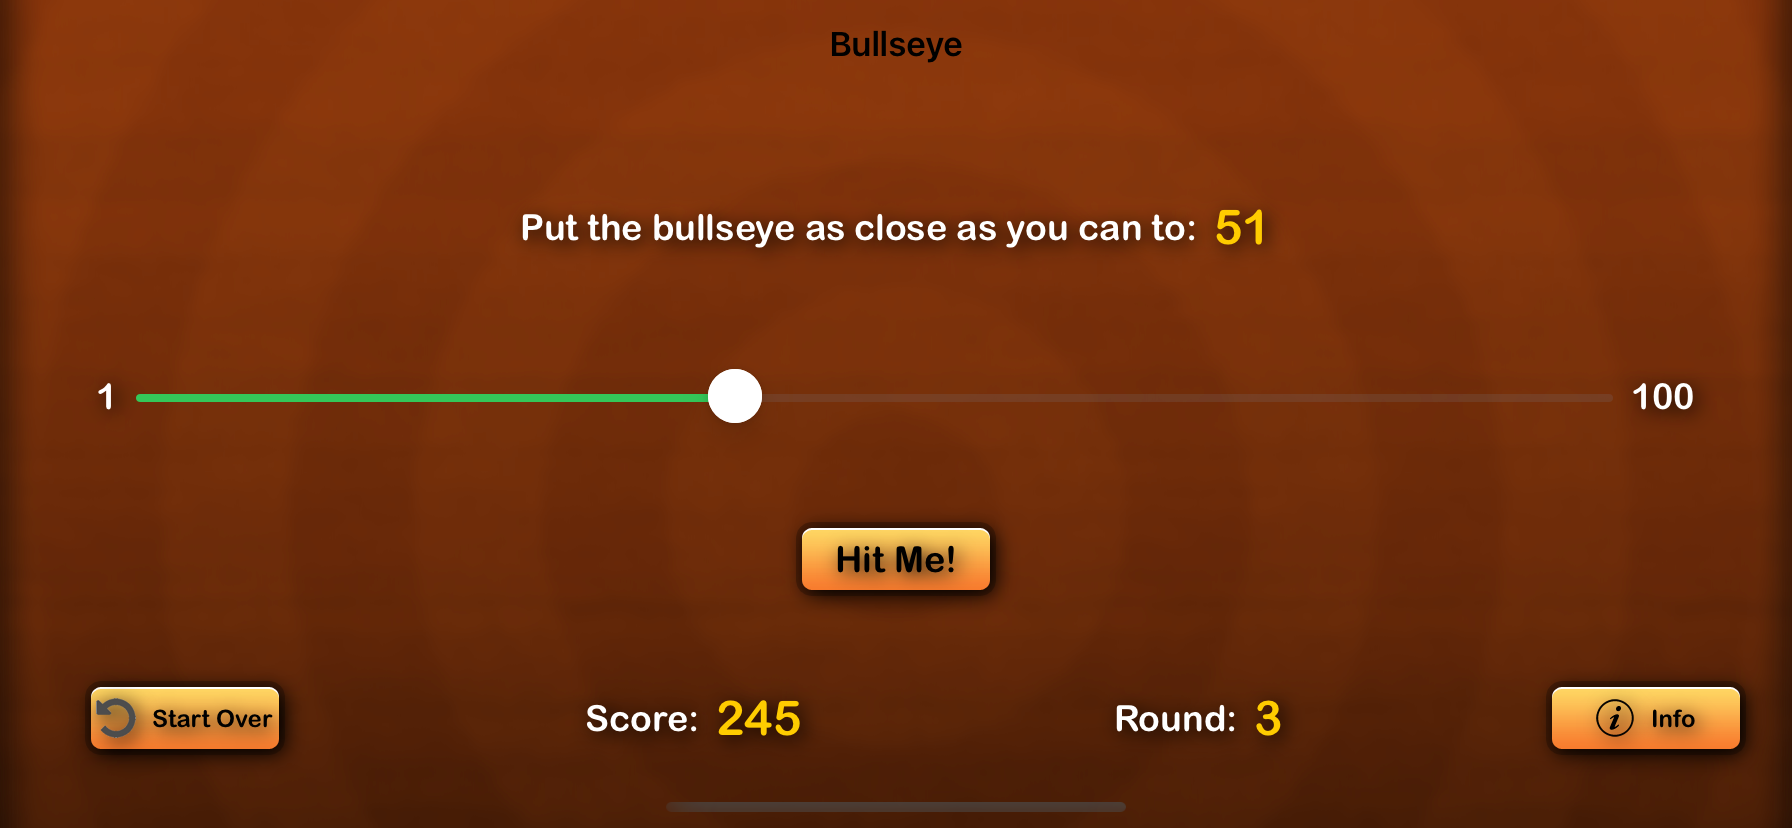 Bullseye
Put the bullseye as close as you can to: 51
1 100
Hit Me!
Start Over Score: 245 Round: 3 Info